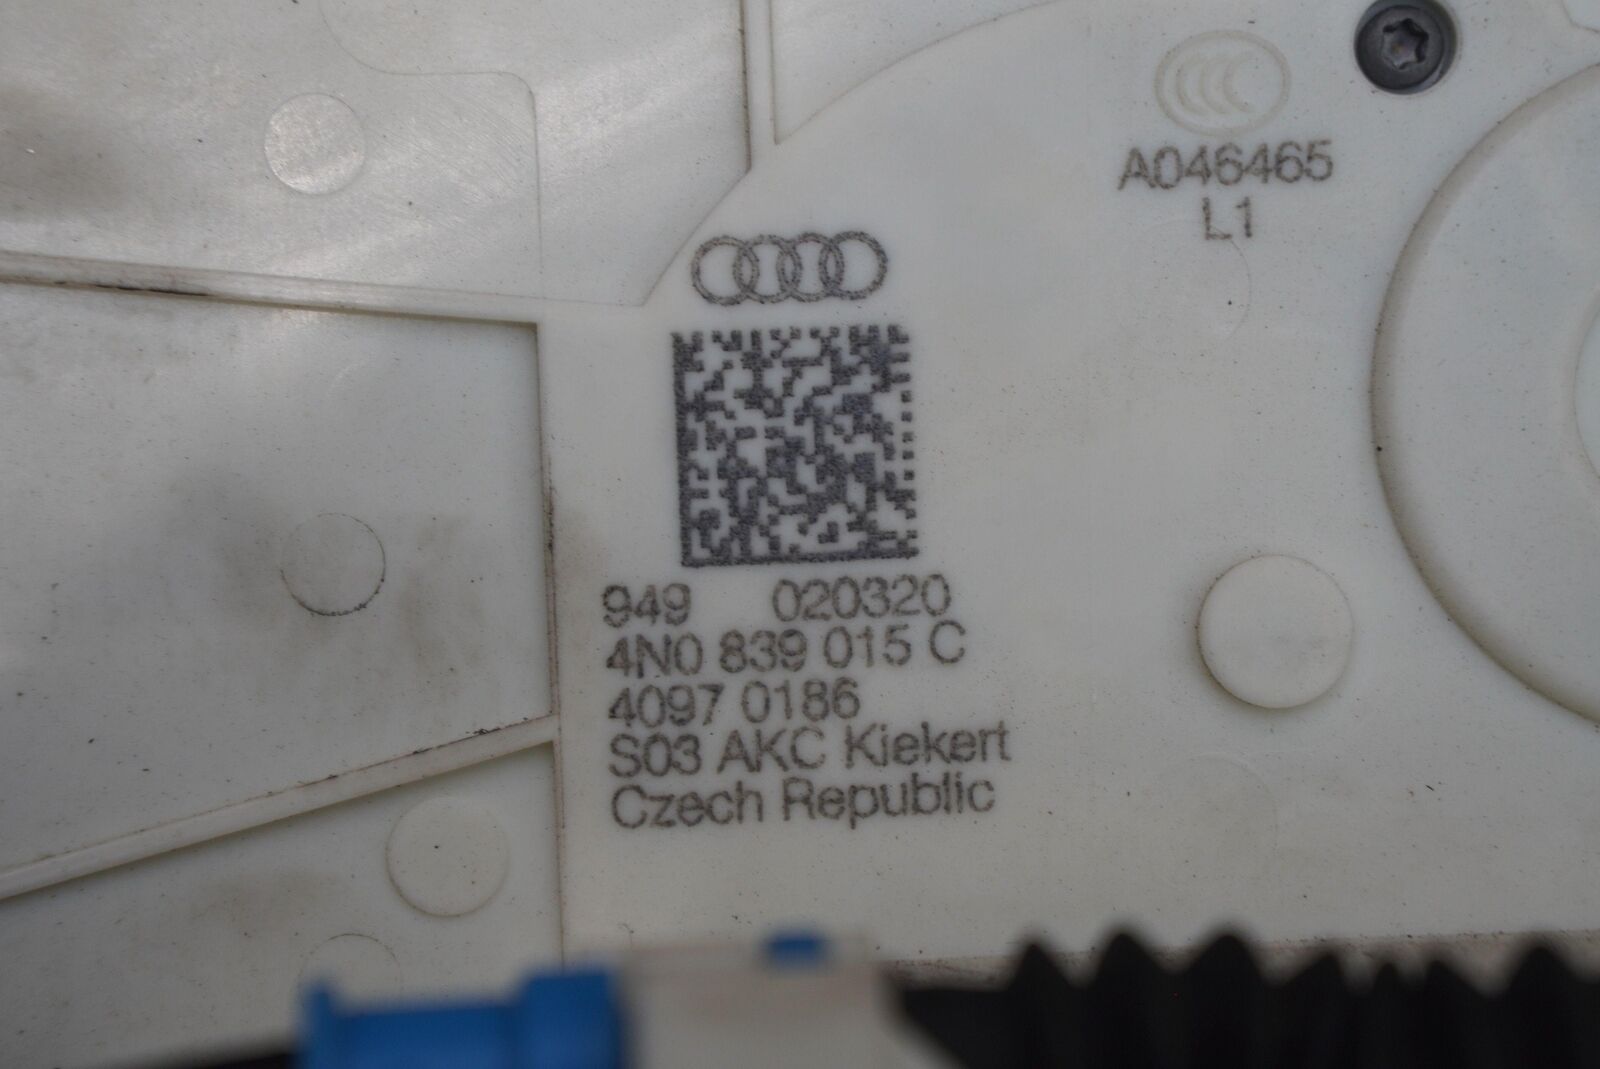 A046465
L1
949 020320
4N0 839 015 C
4097 0186
S03 AKC Kiekert
Czech Republic